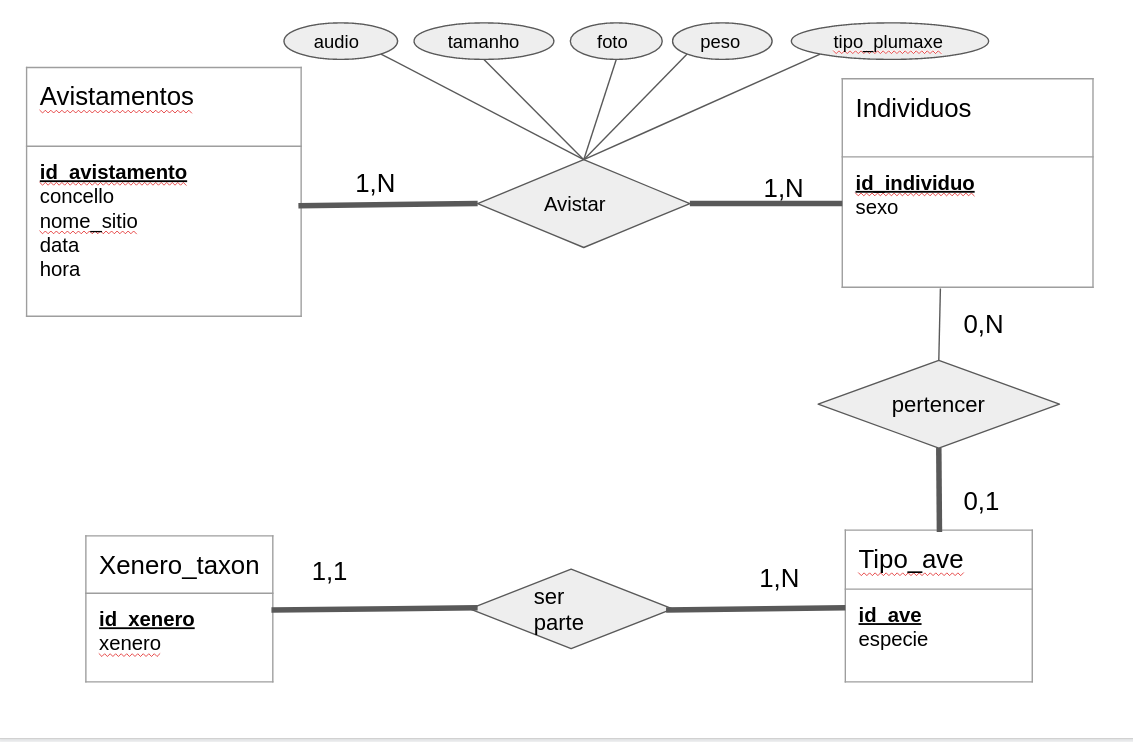 audio
tamanho
foto
peso
tipo_plumaxe
Avistamentos
id_avistamento
concello
nome_sitio
data
hora
1,N
Avistar
1,N
Individuos
id_individuo
sexo
0,N
pertencer
0,1
Xenero_taxon
id_xenero
xenero
1,1
ser
parte
1,N
Tipo_ave
id_ave
especie